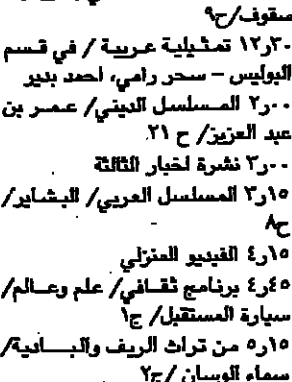 سقوف/ح٩
١٢٫٣٠ تمثيلية عربية / في قسم
البوليس – سحر رامي، احمد بدير
٢٫٠٠ المسلسل الديني/ عمر بن
عبد العزيز/ ح ٢١
٣٫٠٠ نشرة اخبار الثالثة
٣٫١٥ المسلسل العربي/ البشاير/
ح٨
٤٫١٥ الفيديو المنزلي
٤٫٤٥ برنامج ثقافي/ علم وعالم/
سيارة المستقبل/ ج١
٥٫١٥ من تراث الريف والبادية/
سماء الوسان /ج٢